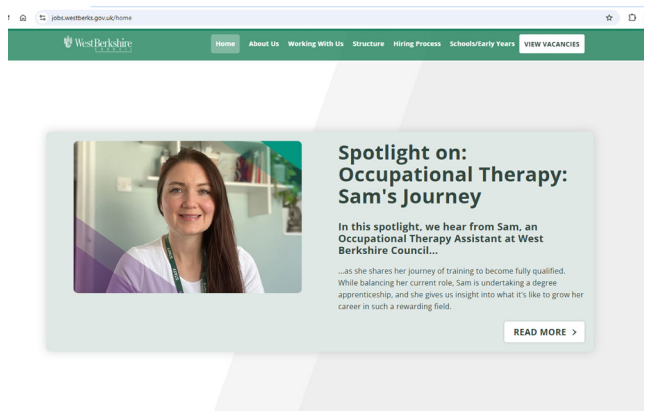 jobs.westberks.gov.uk/home
West Berkshire
COUNCIL
Home About Us Working With Us Structure Hiring Process Schools/Early Years VIEW VACANCIES
Spotlight on:
Occupational Therapy:
Sam's Journey
In this spotlight, we hear from Sam, an
Occupational Therapy Assistant at West
Berkshire Council...
...as she shares her journey of training to become fully qualified.
While balancing her current role, Sam is undertaking a degree
apprenticeship, and she gives us insight into what it's like to grow her
career in such a rewarding field.
READ MORE >